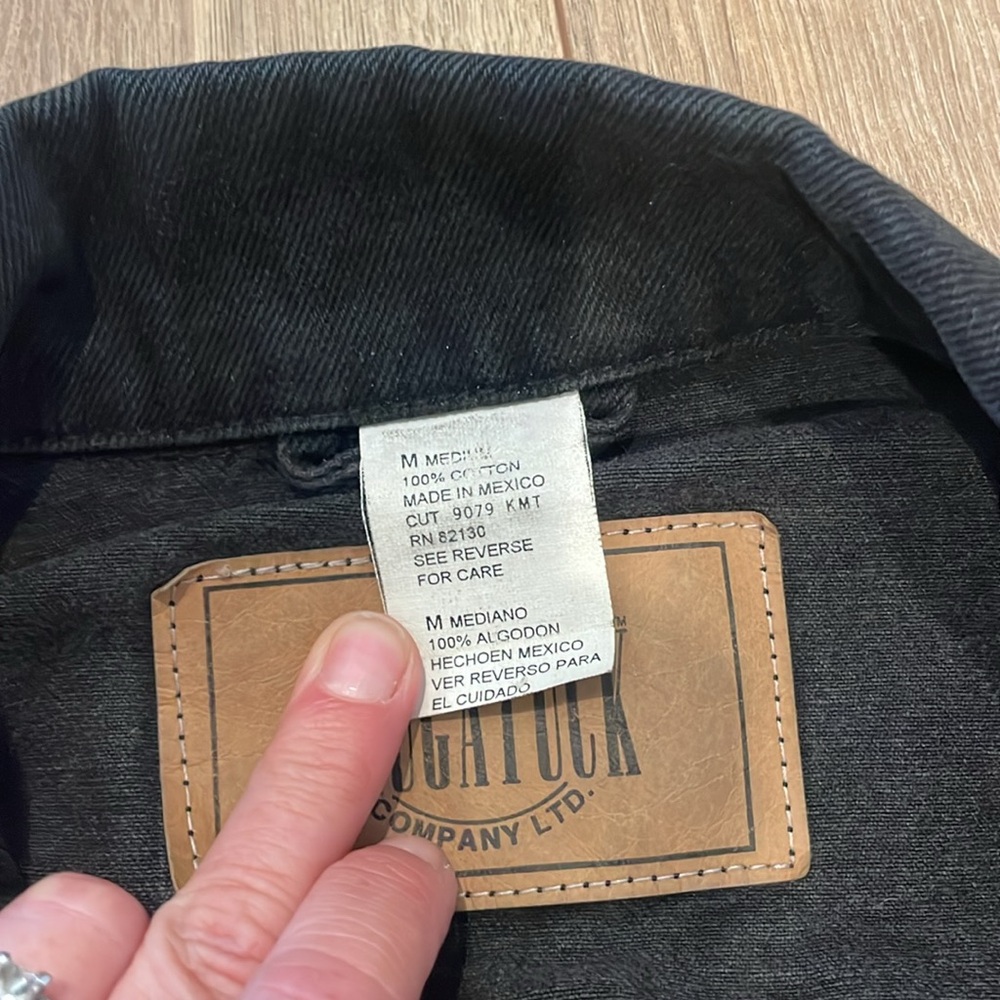 M MEDIUM
100% COTTON
MADE IN MEXICO
CUT 9079 KMT
RN 82130
SEE REVERSE
FOR CARE
M MEDIANO
100% ALGODON
HECHOEN MEXICO
VER REVERSO PARA
EL CUIDADO
TM
COMPANY LTD.